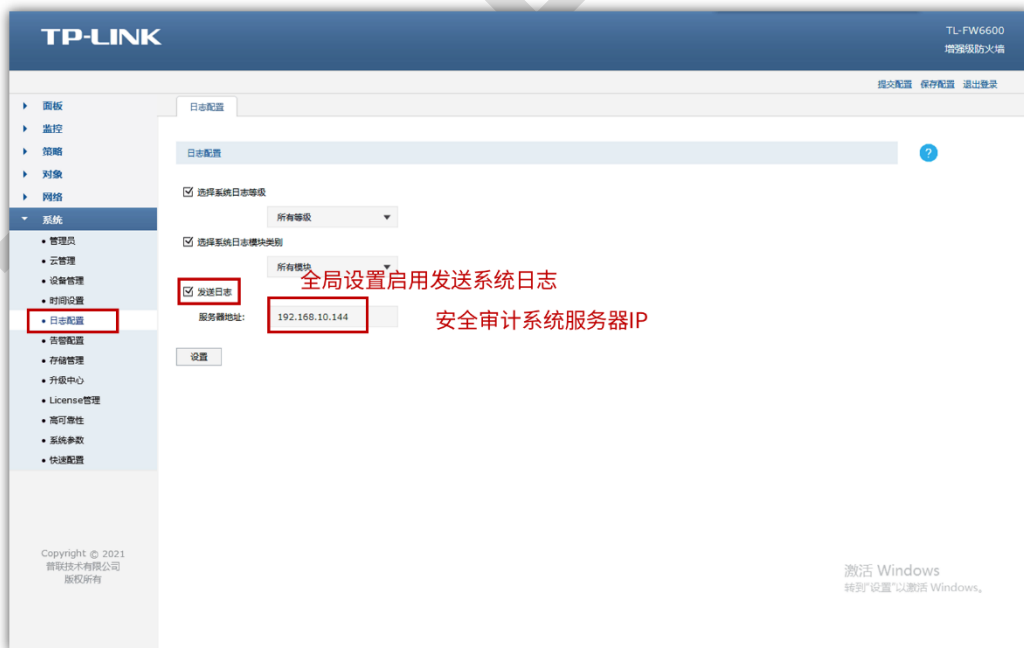 TP-LINK
TL-FW6600
增强级防火墙
提交配置 保存配置 退出登录
面板
监控
策略
对象
网络
系统
管理员
云管理
设备管理
时间设置
日志配置
告警配置
存储管理
升级中心
License管理
高可靠性
系统参数
快速配置
Copyright © 2021
普联技术有限公司
版权所有
日志配置
日志配置
?
选择系统日志等级
所有等级
选择系统日志模块类别
所有模块
全局设置启用发送系统日志
发送日志
服务器地址: 192.168.10.144
安全审计系统服务器IP
设置
激活 Windows
转到"设置"以激活 Windows。